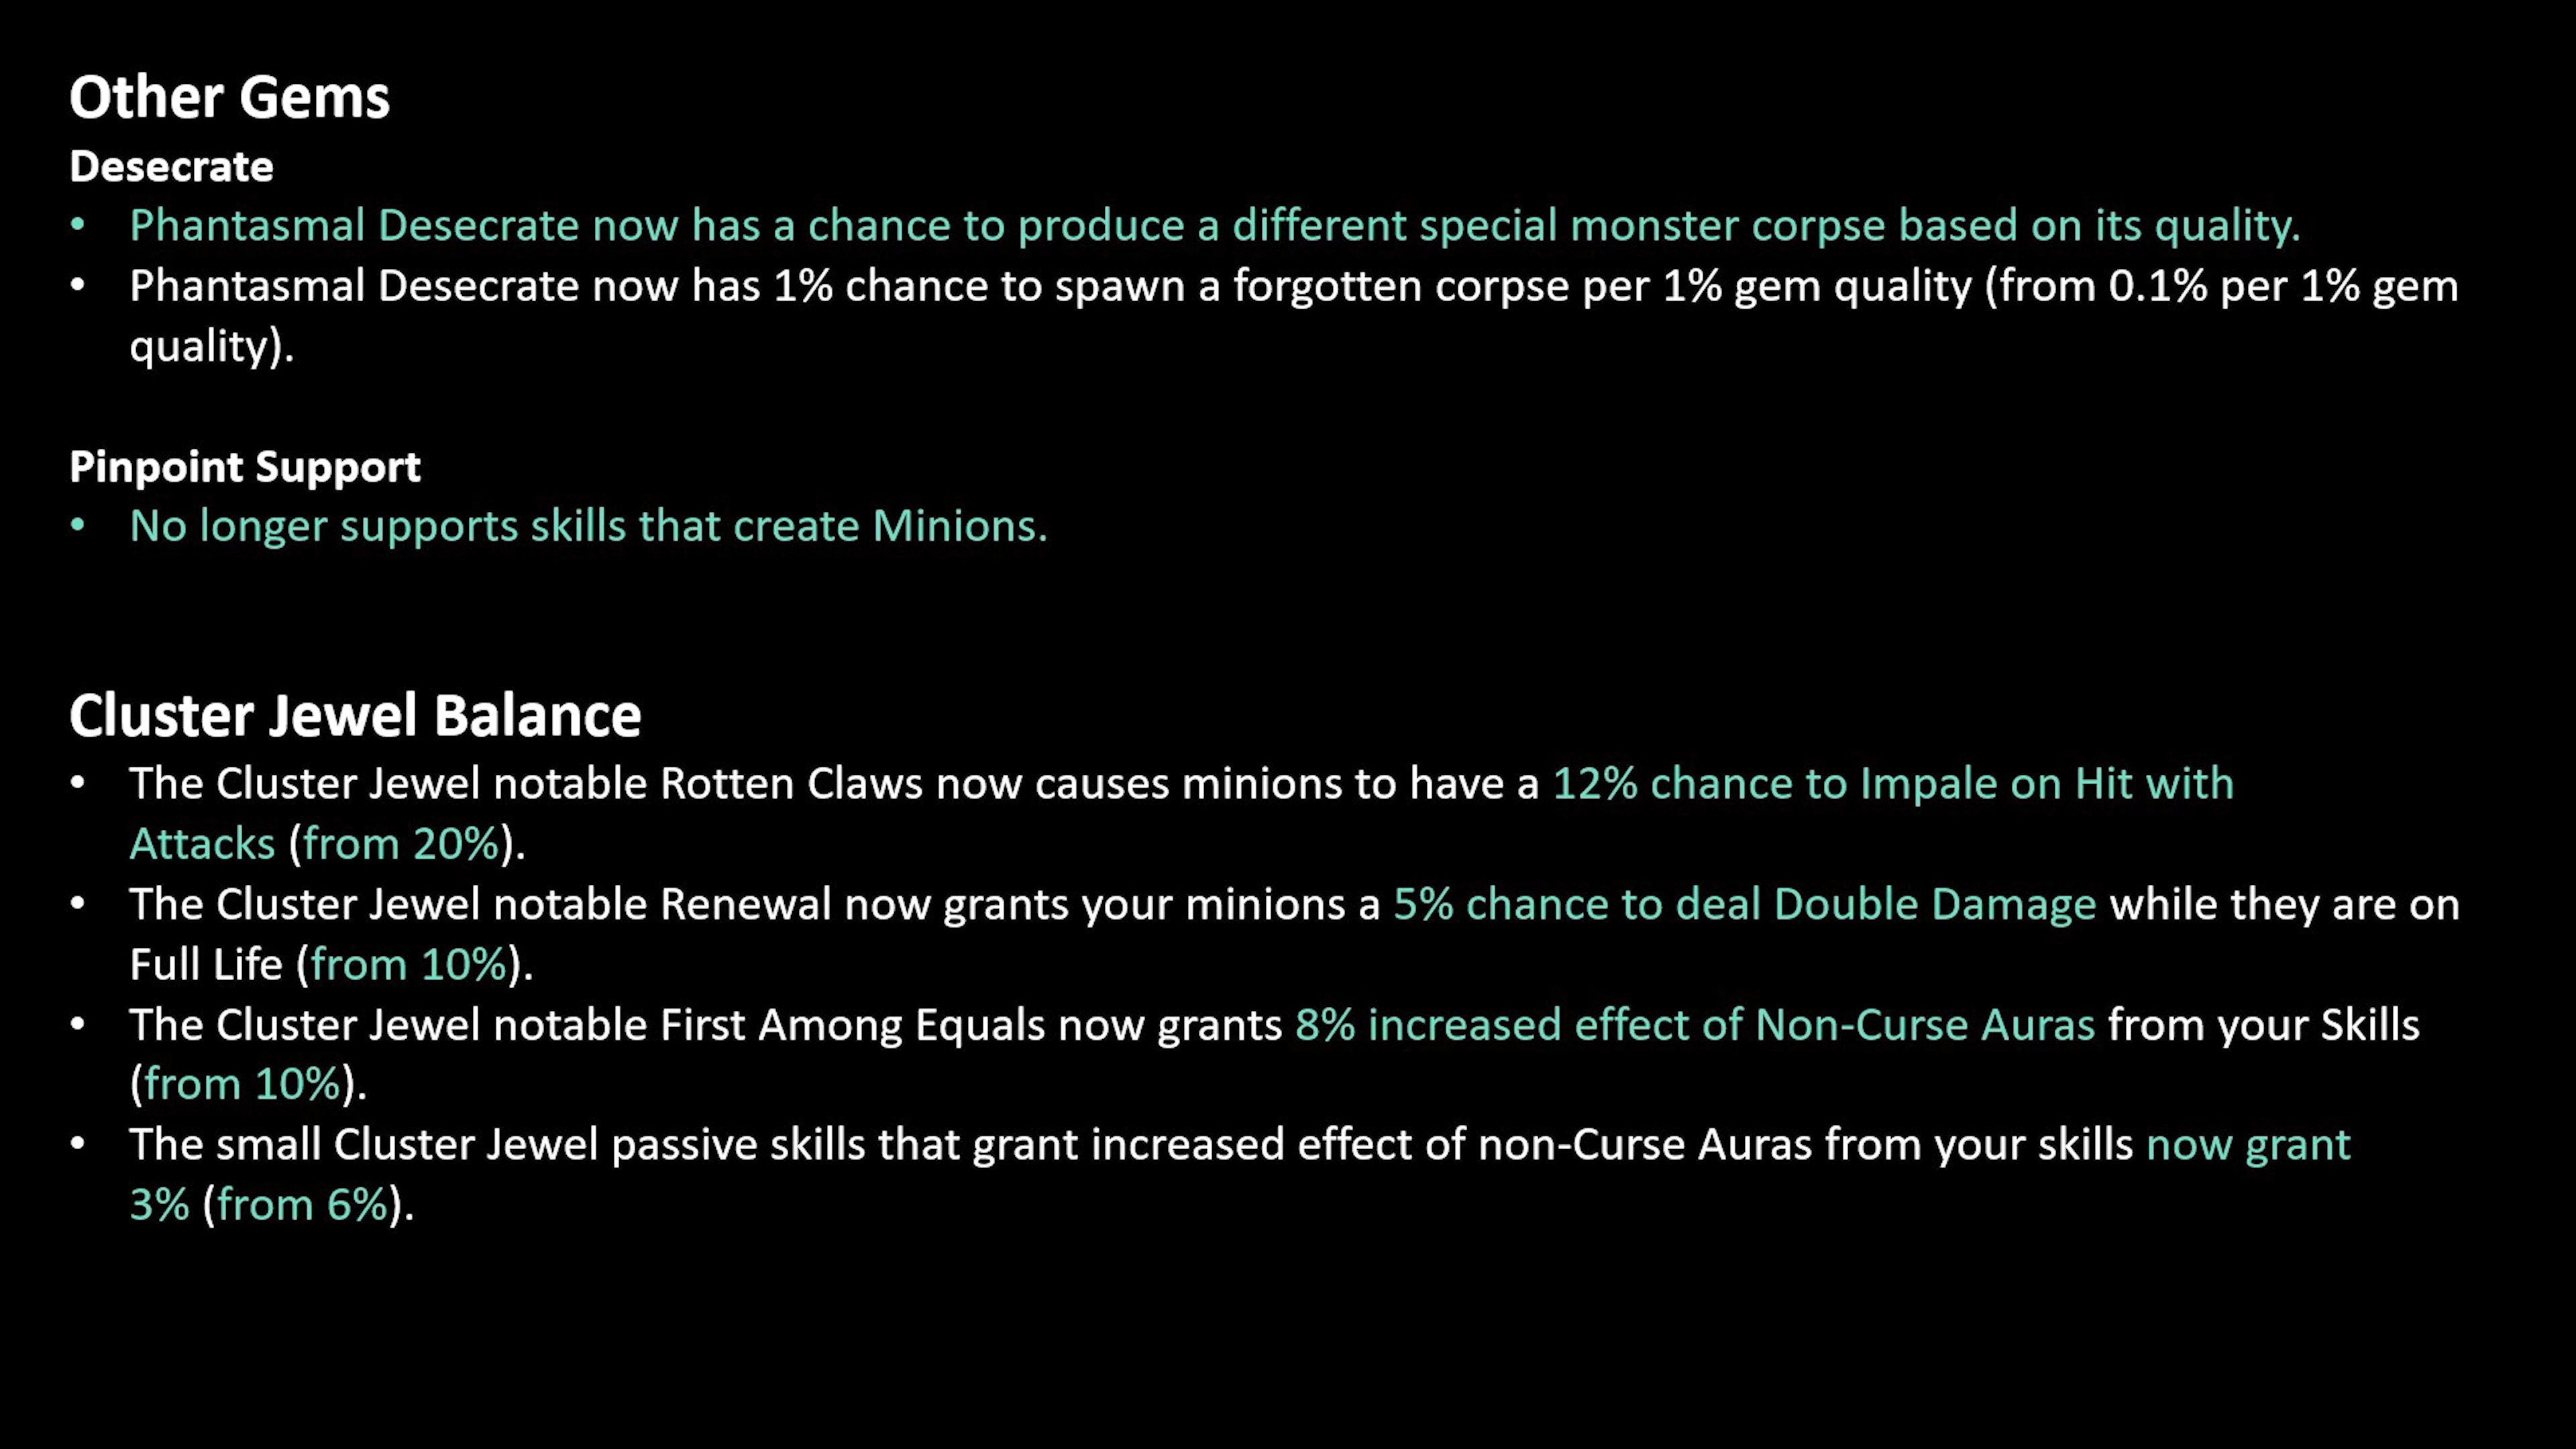 Other Gems
Desecrate
• Phantasmal Desecrate now has a chance to produce a different special monster corpse based on its quality.
• Phantasmal Desecrate now has 1% chance to spawn a forgotten corpse per 1% gem quality (from 0.1% per 1% gem
quality).
Pinpoint Support
• No longer supports skills that create Minions.
Cluster Jewel Balance
• The Cluster Jewel notable Rotten Claws now causes minions to have a 12% chance to Impale on Hit with
Attacks (from 20%).
• The Cluster Jewel notable Renewal now grants your minions a 5% chance to deal Double Damage while they are on
Full Life (from 10%).
• The Cluster Jewel notable First Among Equals now grants 8% increased effect of Non-Curse Auras from your Skills
(from 10%).
• The small Cluster Jewel passive skills that grant increased effect of non-Curse Auras from your skills now grant
3% (from 6%).